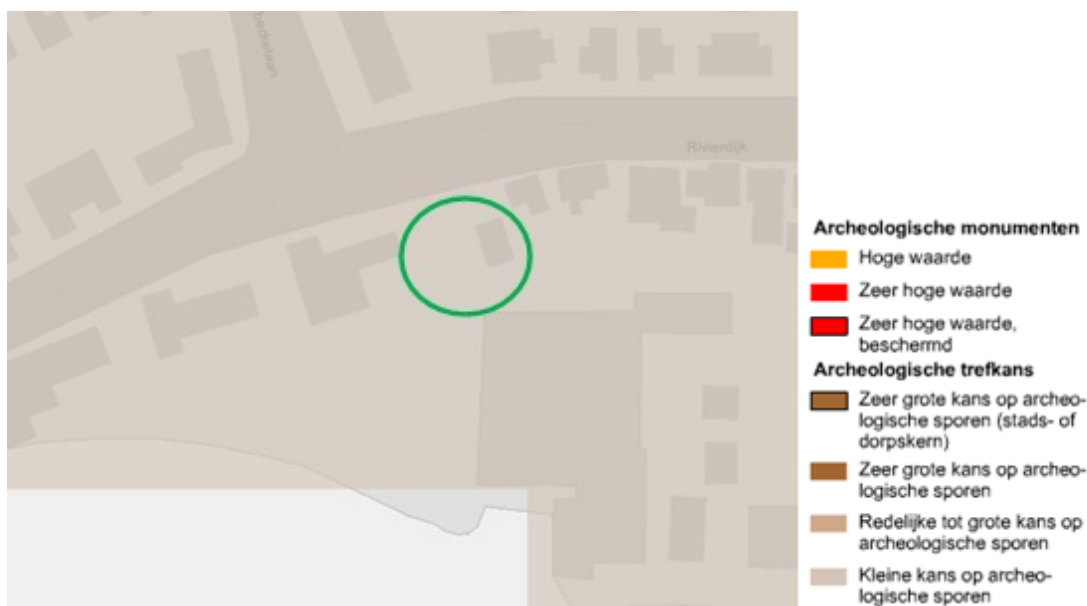 beckelaan
Rivierdijk
Archeologische monumenten
Hoge waarde
Zeer hoge waarde
Zeer hoge waarde,
beschermd
Archeologische trefkans
Zeer grote kans op archeo-
logische sporen (stads- of
dorpskern)
Zeer grote kans op archeo-
logische sporen
Redelijke tot grote kans op
archeologische sporen
Kleine kans op archeo-
logische sporen